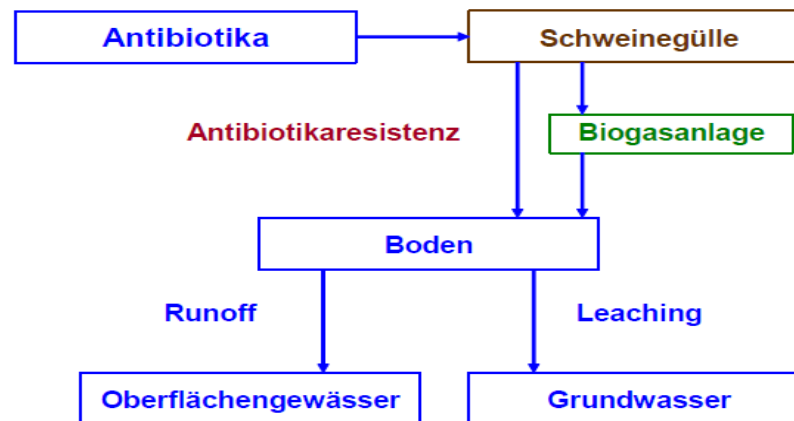 Antibiotika
Schweinegülle
Antibiotikaresistenz
Biogasanlage
Boden
Runoff
Leaching
Oberflächengewässer
Grundwasser